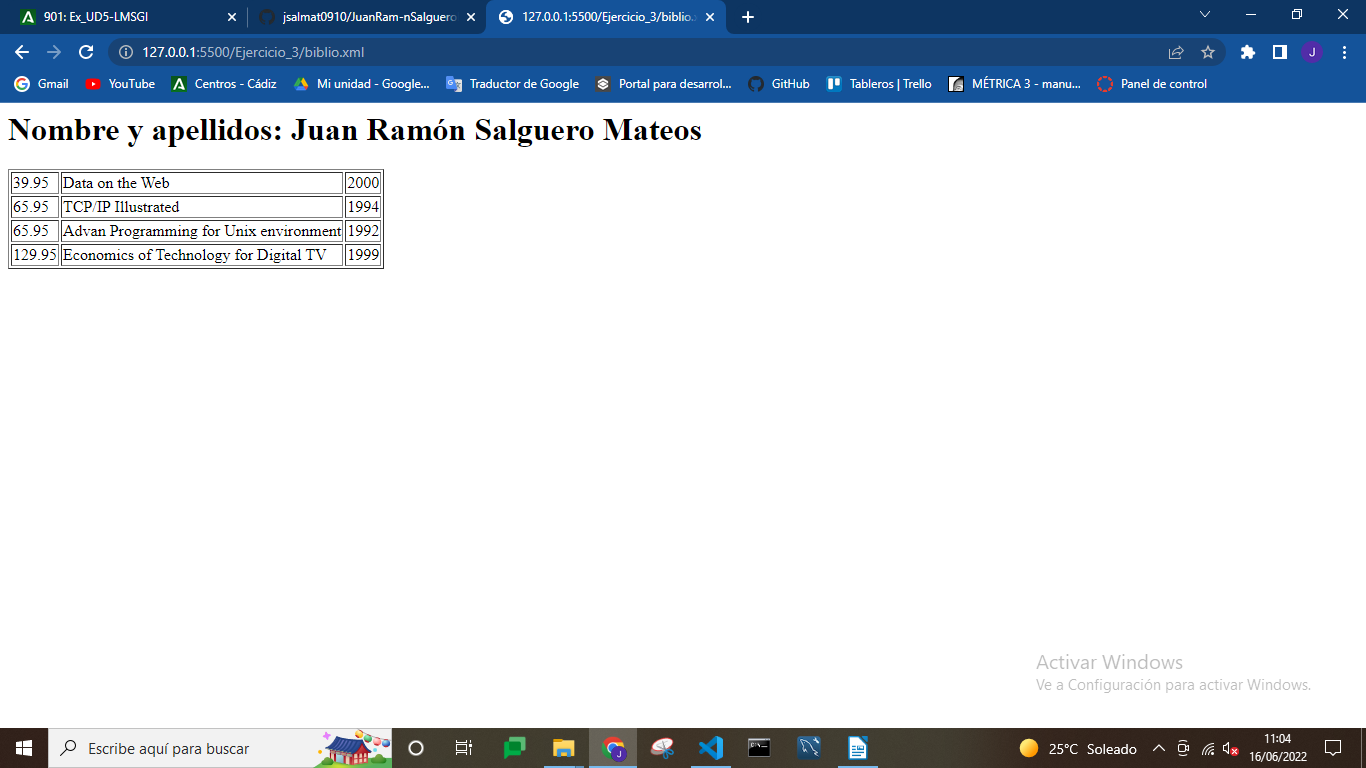 901: Ex_UD5-LMSGI
jsalmat0910/JuanRam-nSalguero
127.0.0.1:5500/Ejercicio_3/biblio.x
127.0.0.1:5500/Ejercicio_3/biblio.xml
J
Gmail
YouTube
Centros - Cádiz
Mi unidad - Google...
Traductor de Google
Portal para desarrol...
GitHub
Tableros | Trello
MÉTRICA 3 - manu...
Panel de control
Nombre y apellidos: Juan Ramón Salguero Mateos
39.95 Data on the Web 2000
65.95 TCP/IP Illustrated 1994
65.95 Advan Programming for Unix environment 1992
129.95 Economics of Technology for Digital TV 1999
Activar Windows
Ve a Configuración para activar Windows.
Escribe aquí para buscar
J
25°C Soleado
11:04
16/06/2022